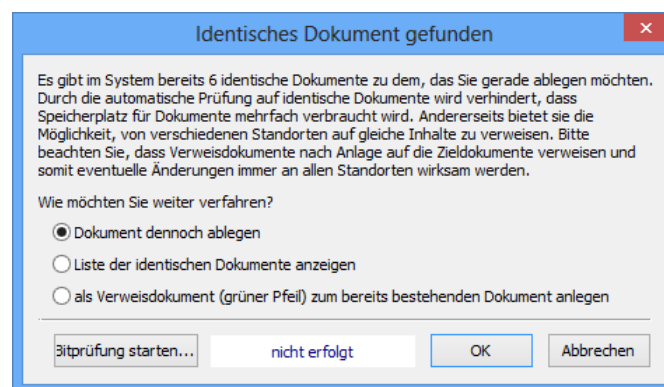 Identisches Dokument gefunden
Es gibt im System bereits 6 identische Dokumente zu dem, das Sie gerade ablegen möchten.
Durch die automatische Prüfung auf identische Dokumente wird verhindert, dass
Speicherplatz für Dokumente mehrfach verbraucht wird. Andererseits bietet sie die
Möglichkeit, von verschiedenen Standorten auf gleiche Inhalte zu verweisen. Bitte
beachten Sie, dass Verweisdokumente nach Anlage auf die Zieldokumente verweisen und
somit eventuelle Änderungen immer an allen Standorten wirksam werden.
Wie möchten Sie weiter verfahren?
Dokument dennoch ablegen
Liste der identischen Dokumente anzeigen
als Verweisdokument (grüner Pfeil) zum bereits bestehenden Dokument anlegen
Bitprüfung starten... nicht erfolgt OK Abbrechen